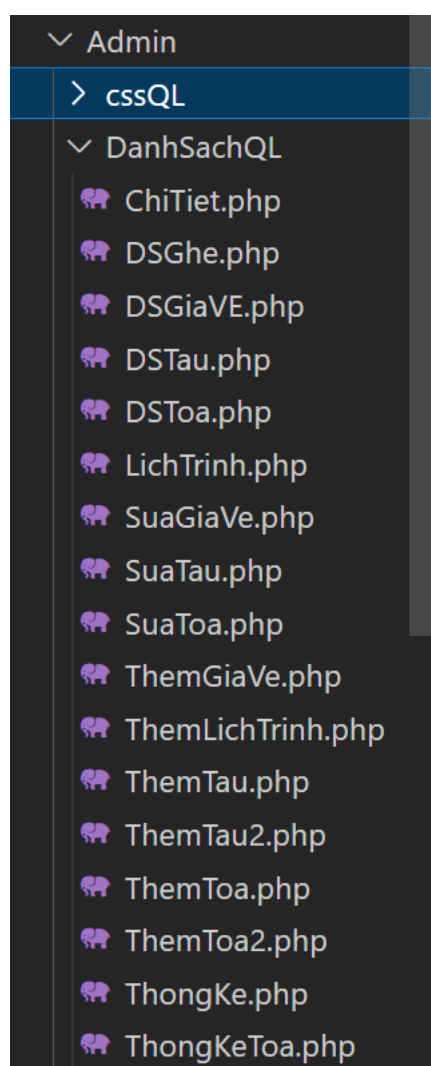 Admin
cssQL
DanhSachQL
ChiTiet.php
DSGhe.php
DSGiaVE.php
DSTau.php
DSToa.php
LichTrinh.php
SuaGiaVe.php
SuaTau.php
SuaToa.php
ThemGiaVe.php
ThemLichTrinh.php
ThemTau.php
ThemTau2.php
ThemToa.php
ThemToa2.php
ThongKe.php
ThongKeToa.php